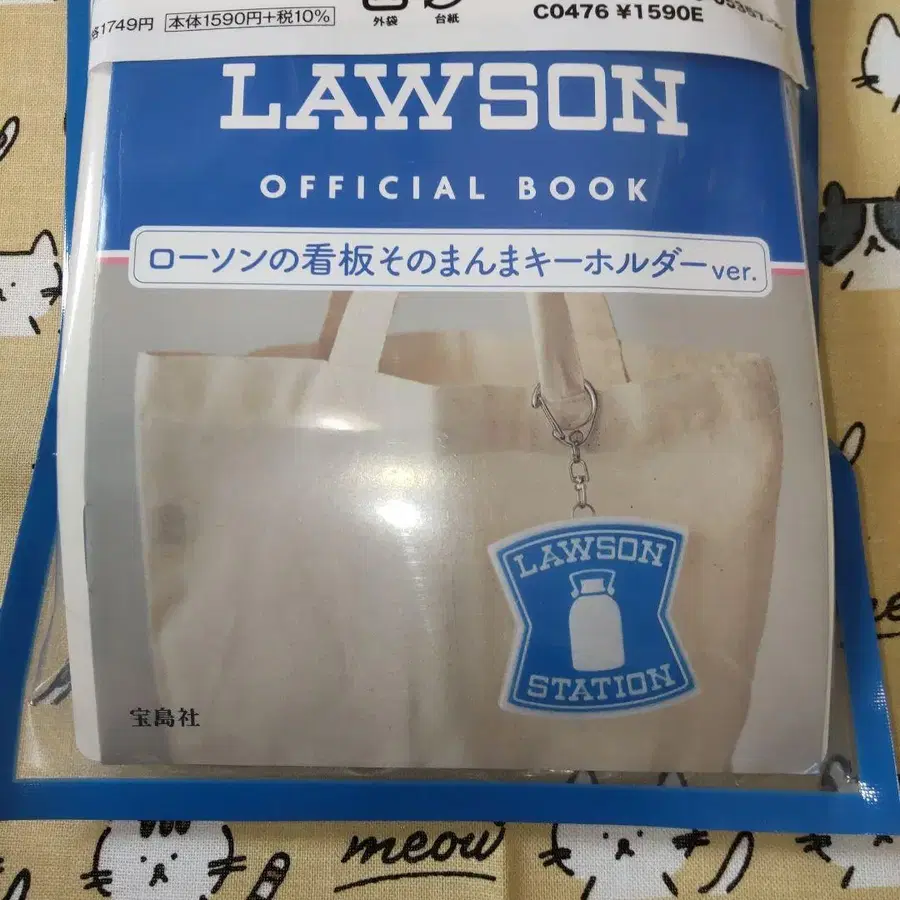 1749円 本体1590円+税10% 外袋 台紙
C0476 ¥1590E
LAWSON
OFFICIAL BOOK
ローソンの看板そのまんまキーホルダーver.
LAWSON
STATION
宝島社
meow